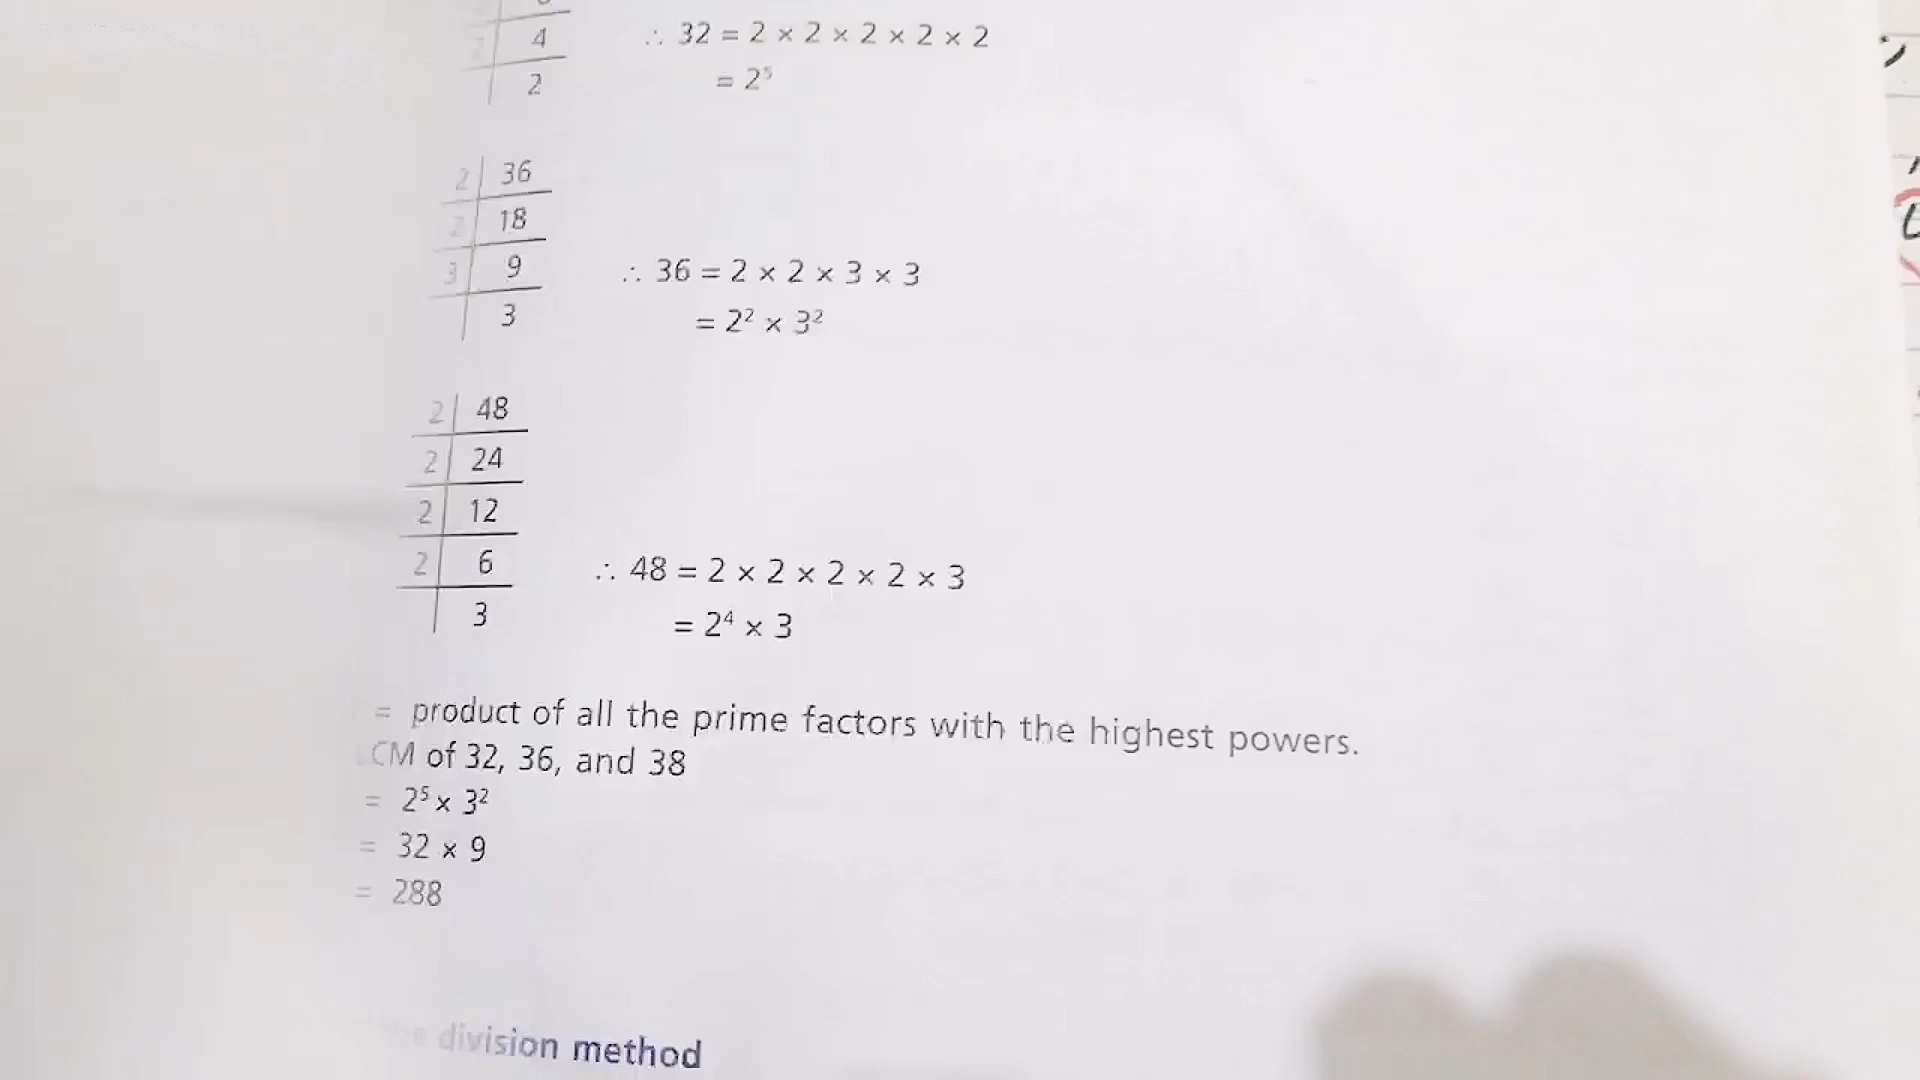 4
2
∴ 32 = 2 × 2 × 2 × 2 × 2
= 2⁵
2 36
2 18
3 9
3
∴ 36 = 2 × 2 × 3 × 3
= 2² × 3²
2 48
2 24
2 12
2 6
3
∴ 48 = 2 × 2 × 2 × 2 × 3
= 2⁴ × 3
= product of all the prime factors with the highest powers.
LCM of 32, 36, and 38
= 2⁵ × 3²
= 32 × 9
= 288
division method